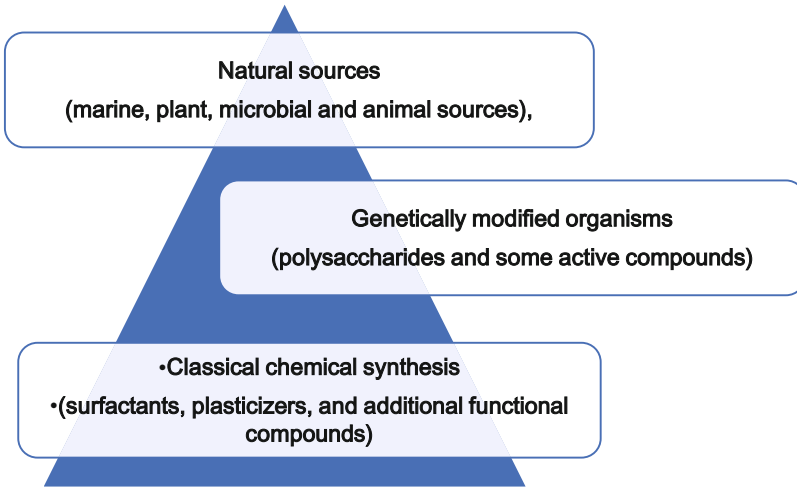 Natural sources
(marine, plant, microbial and animal sources),
Genetically modified organisms
(polysaccharides and some active compounds)
•Classical chemical synthesis
•(surfactants, plasticizers, and additional functional
compounds)